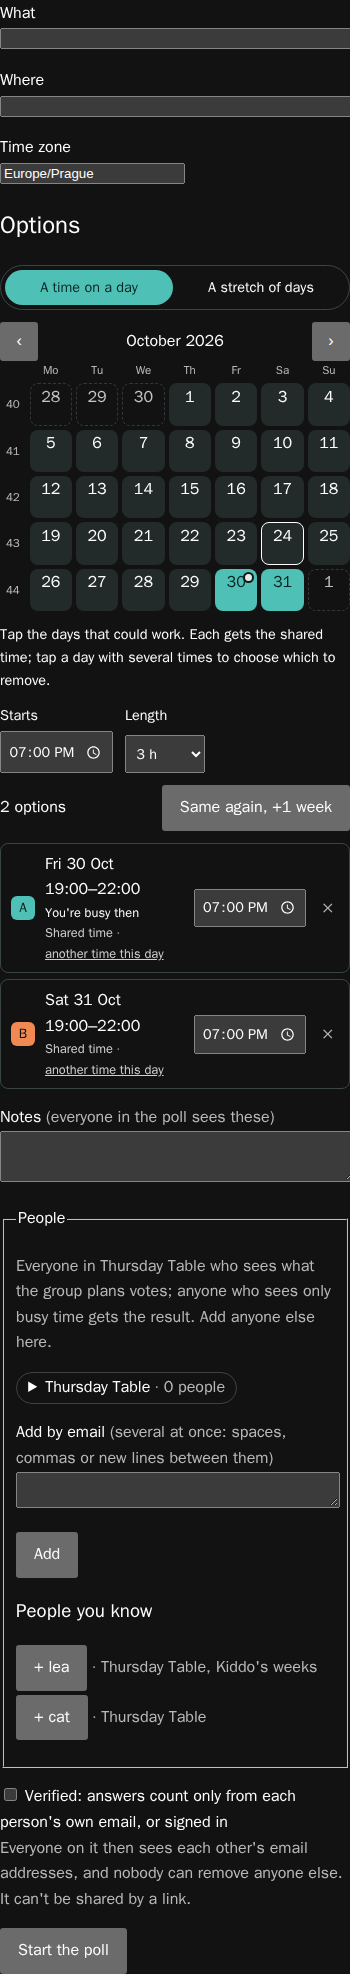 What
Where
Time zone
Europe/Prague
Options
A time on a day
A stretch of days
‹
October 2026
›
Mo Tu We Th Fr Sa Su
40 28 29 30 1 2 3 4
41 5 6 7 8 9 10 11
42 12 13 14 15 16 17 18
43 19 20 21 22 23 24 25
44 26 27 28 29 30 31 1
Tap the days that could work. Each gets the shared
time; tap a day with several times to choose which to
remove.
Starts Length
07:00 PM 3 h
2 options Same again, +1 week
A
Fri 30 Oct
19:00–22:00
You're busy then
Shared time ·
another time this day
07:00 PM ×
B
Sat 31 Oct
19:00–22:00
Shared time ·
another time this day
07:00 PM ×
Notes (everyone in the poll sees these)
People
Everyone in Thursday Table who sees what
the group plans votes; anyone who sees only
busy time gets the result. Add anyone else
here.
▶ Thursday Table · 0 people
Add by email (several at once: spaces,
commas or new lines between them)
Add
People you know
+ lea · Thursday Table, Kiddo's weeks
+ cat · Thursday Table
Verified: answers count only from each
person's own email, or signed in
Everyone on it then sees each other's email
addresses, and nobody can remove anyone else.
It can't be shared by a link.
Start the poll